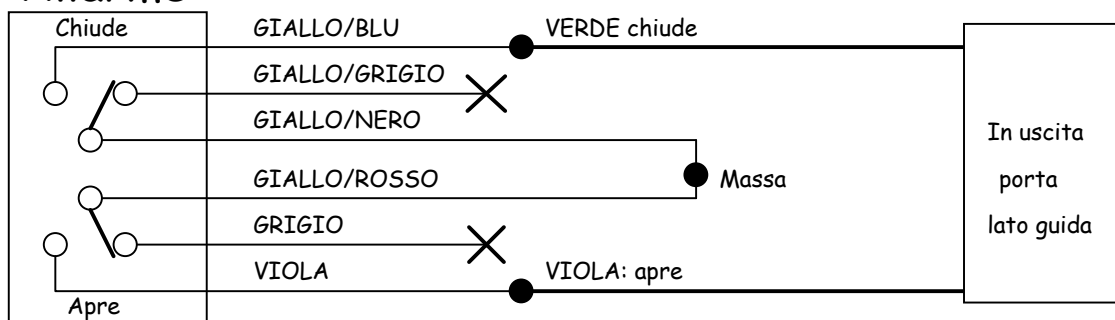 Chiude
GIALLO/BLU
VERDE chiude
GIALLO/GRIGIO
GIALLO/NERO
GIALLO/ROSSO
Massa
GRIGIO
VIOLA
VIOLA: apre
Apre
In uscita
porta
lato guida